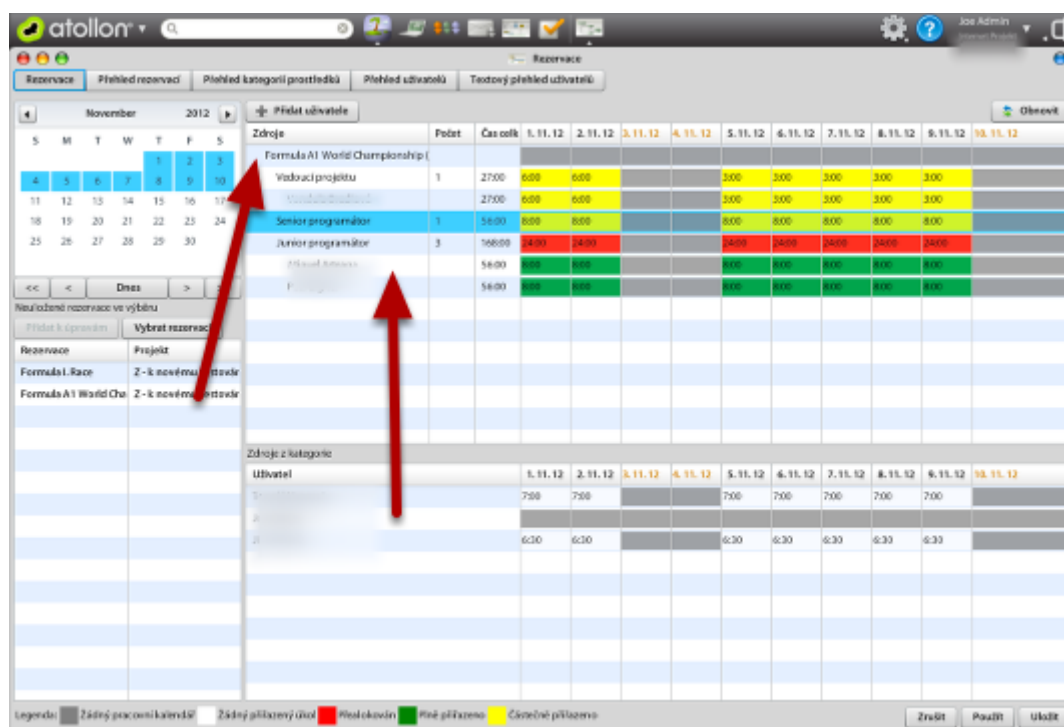 atollon
Joe Admin
Rezervace
Rezervace Přehled rezervací Přehled kategorií prostředků Přehled uživatelů Textový přehled uživatelů
November 2012
Přidat uživatele
Obnovit
S M T W T F S
1 2 3
4 5 6 7 8 9 10
11 12 13 14 15 16 17
18 19 20 21 22 23 24
25 26 27 28 29 30
<< < Dnes >
Neuložené rezervace ve výběru
Přidat k úpravám Vybrat rezervaci
Rezervace Projekt
Formula I. Race Z - k novému
Formula A1 World Cha Z - k novému
Zdroje Počet Čas celk 1. 11. 12 2. 11. 12 3. 11. 12 4. 11. 12 5. 11. 12 6. 11. 12 7. 11. 12 8. 11. 12 9. 11. 12 10. 11. 12
Formula A1 World Championship (
Vedoucí projektu 1 27:00 6:00 6:00 3:00 3:00 3:00 3:00 3:00
27:00 6:00 6:00 3:00 3:00 3:00 3:00 3:00
Senior programátor 1 56:00 8:00 8:00 8:00 8:00 8:00 8:00 8:00
Junior programátor 3 168:00 24:00 24:00 24:00 24:00 24:00 24:00 24:00
56:00 8:00 8:00 8:00 8:00 8:00 8:00 8:00
56:00 8:00 8:00 8:00 8:00 8:00 8:00 8:00
Zdroje z kategorie
Uživatel 1. 11. 12 2. 11. 12 3. 11. 12 4. 11. 12 5. 11. 12 6. 11. 12 7. 11. 12 8. 11. 12 9. 11. 12 10. 11. 12
7:00 7:00 7:00 7:00 7:00 7:00 7:00
6:30 6:30 6:30 6:30 6:30 6:30 6:30
Legenda: Žádný pracovní kalendář Žádný přiřazený úkol Přealokován Plně přiřazeno Částečně přiřazeno
Zrušit Použít Uložit